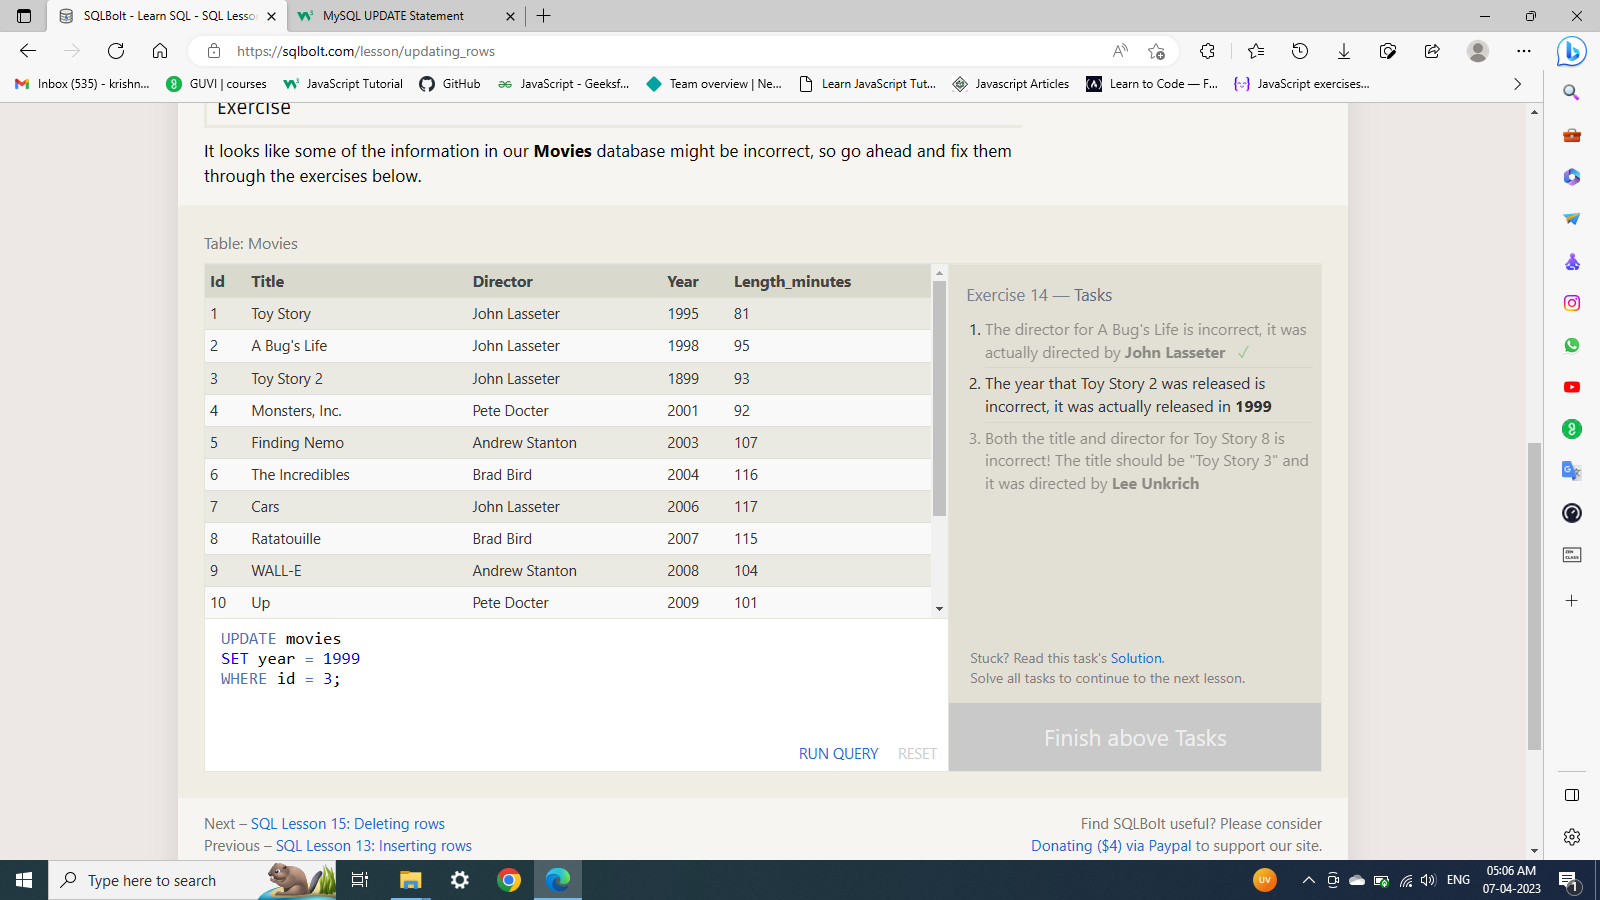 SQLBolt - Learn SQL - SQL Lesso
MySQL UPDATE Statement
https://sqlbolt.com/lesson/updating_rows
Inbox (535) - krishn...
GUVI | courses
JavaScript Tutorial
GitHub
JavaScript - Geeksf...
Team overview | Ne...
Learn JavaScript Tut...
Javascript Articles
Learn to Code — F...
JavaScript exercises...
Exercise
It looks like some of the information in our Movies database might be incorrect, so go ahead and fix them
through the exercises below.
Table: Movies
Id Title Director Year Length_minutes
1 Toy Story John Lasseter 1995 81
2 A Bug's Life John Lasseter 1998 95
3 Toy Story 2 John Lasseter 1899 93
4 Monsters, Inc. Pete Docter 2001 92
5 Finding Nemo Andrew Stanton 2003 107
6 The Incredibles Brad Bird 2004 116
7 Cars John Lasseter 2006 117
8 Ratatouille Brad Bird 2007 115
9 WALL-E Andrew Stanton 2008 104
10 Up Pete Docter 2009 101
UPDATE movies
SET year = 1999
WHERE id = 3;
RUN QUERY RESET
Exercise 14 — Tasks
1. The director for A Bug's Life is incorrect, it was
actually directed by John Lasseter ✓
2. The year that Toy Story 2 was released is
incorrect, it was actually released in 1999
3. Both the title and director for Toy Story 8 is
incorrect! The title should be "Toy Story 3" and
it was directed by Lee Unkrich
Stuck? Read this task's Solution.
Solve all tasks to continue to the next lesson.
Finish above Tasks
Next – SQL Lesson 15: Deleting rows
Previous – SQL Lesson 13: Inserting rows
Find SQLBolt useful? Please consider
Donating ($4) via Paypal to support our site.
Type here to search
UV
ENG
05:06 AM
07-04-2023
1